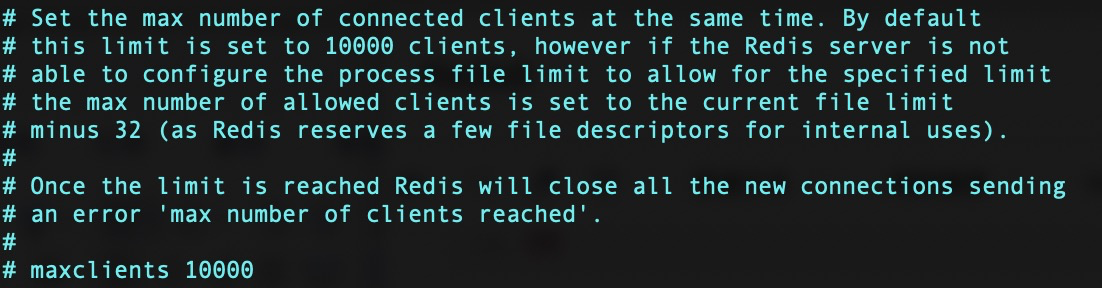 # Set the max number of connected clients at the same time. By default
# this limit is set to 10000 clients, however if the Redis server is not
# able to configure the process file limit to allow for the specified limit
# the max number of allowed clients is set to the current file limit
# minus 32 (as Redis reserves a few file descriptors for internal uses).
#
# Once the limit is reached Redis will close all the new connections sending
# an error 'max number of clients reached'.
#
# maxclients 10000